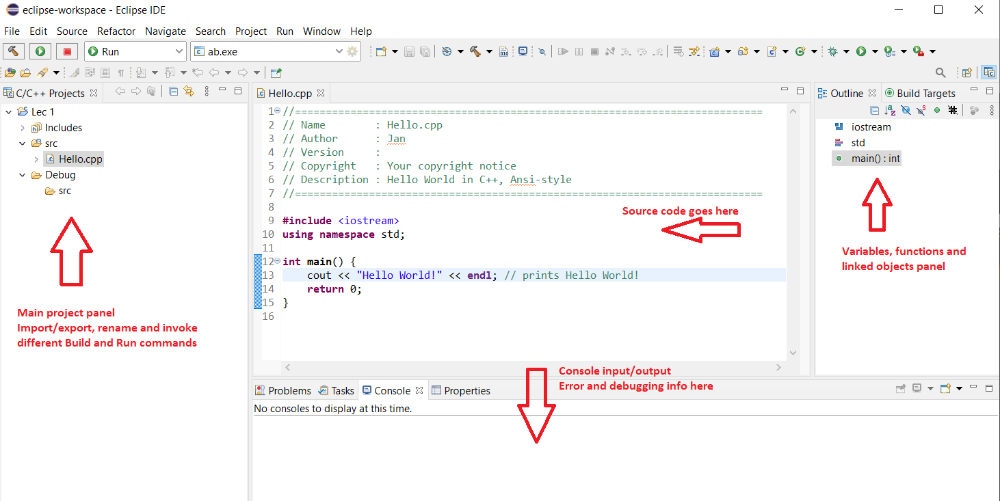 eclipse-workspace - Eclipse IDE
File Edit Source Refactor Navigate Search Project Run Window Help
Run ab.exe
010
C/C++ Projects
Lec 1
Includes
src
Hello.cpp
Debug
src
Main project panel
Import/export, rename and invoke
different Build and Run commands
Hello.cpp
1 //============================================================================
2 // Name        : Hello.cpp
3 // Author      : Jan
4 // Version     :
5 // Copyright   : Your copyright notice
6 // Description : Hello World in C++, Ansi-style
7 //============================================================================
8
9 #include <iostream>
10 using namespace std;
11
12 int main() {
13     cout << "Hello World!" << endl; // prints Hello World!
14     return 0;
15 }
16
Source code goes here
Outline Build Targets
iostream
std
main() : int
Variables, functions and
linked objects panel
Console input/output
Error and debugging info here
Problems Tasks Console Properties
No consoles to display at this time.